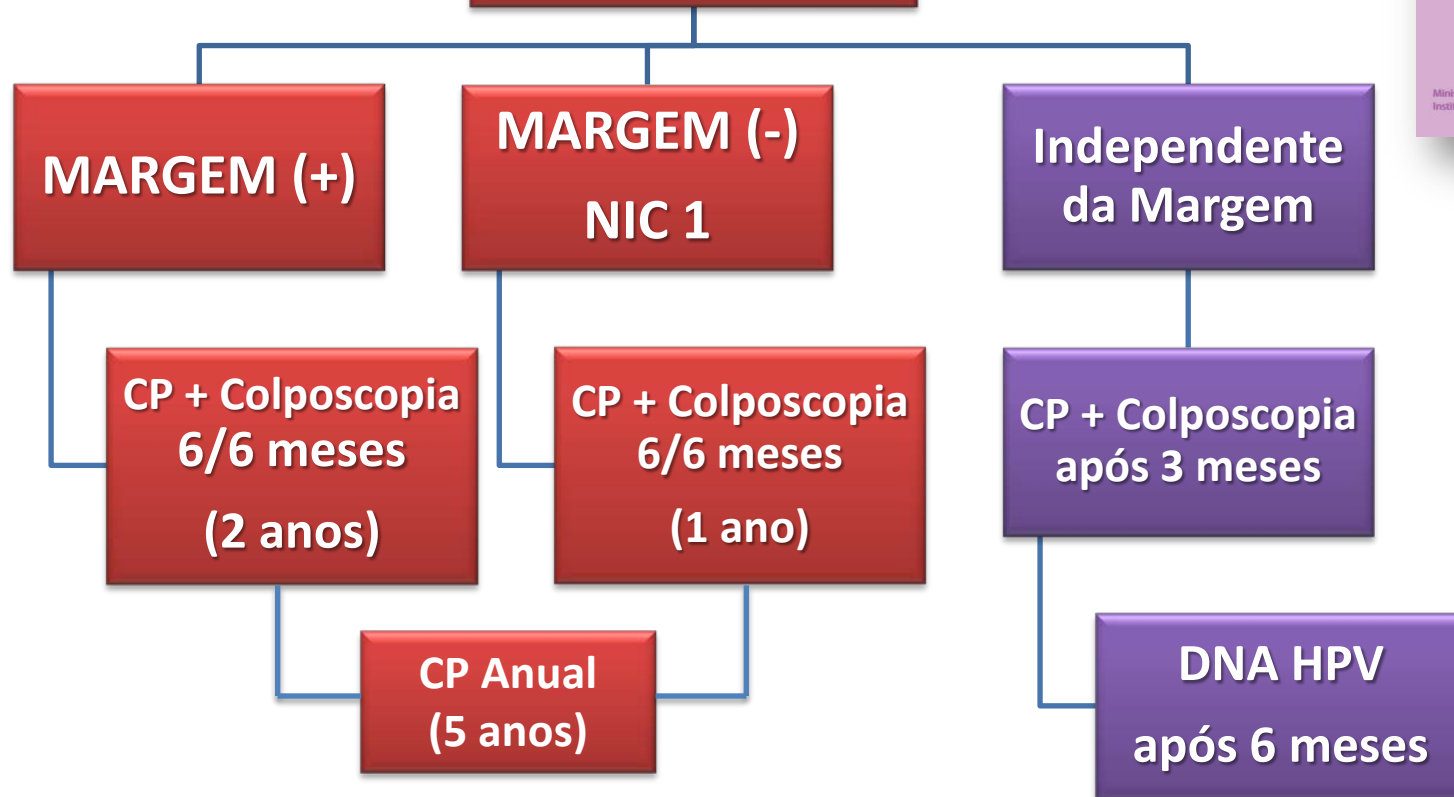 MARGEM (+)
MARGEM (-)
NIC 1
Independente
da Margem
CP + Colposcopia
6/6 meses
(2 anos)
CP + Colposcopia
6/6 meses
(1 ano)
CP + Colposcopia
após 3 meses
CP Anual
(5 anos)
DNA HPV
após 6 meses